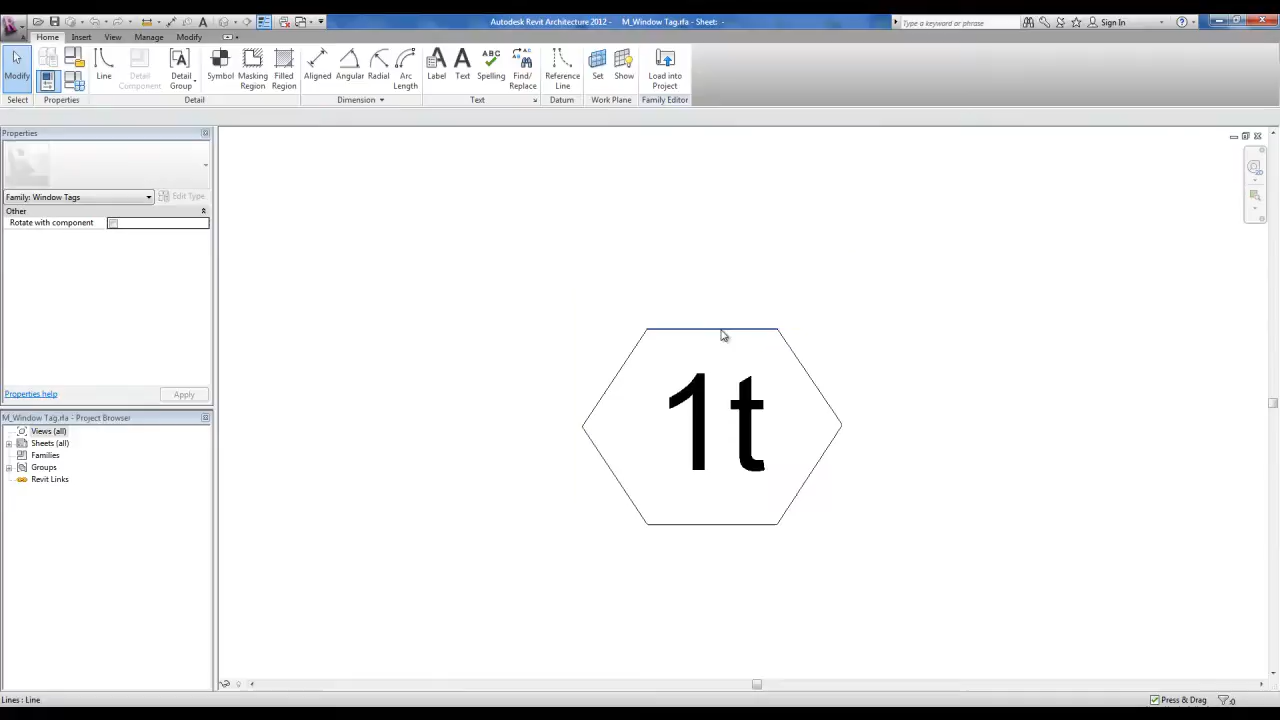 Autodesk Revit Architecture 2012 - M_Window Tag.rfa - Sheet: -
Type a keyword or phrase
Sign In
Home Insert View Manage Modify
Modify
Line
Detail Component
Detail Group
Symbol
Masking Region
Filled Region
Aligned
Angular
Radial
Arc Length
Label
Text
Spelling
Find/ Replace
Reference Line
Set
Show
Load into Project
Select Properties Detail Dimension Text Datum Work Plane Family Editor
Properties
Family: Window Tags
Edit Type
Other
Rotate with component
1t
Properties help
Apply
M_Window Tag.rfa - Project Browser
Views (all)
Sheets (all)
Families
Groups
Revit Links
Lines : Line
Press & Drag
:0